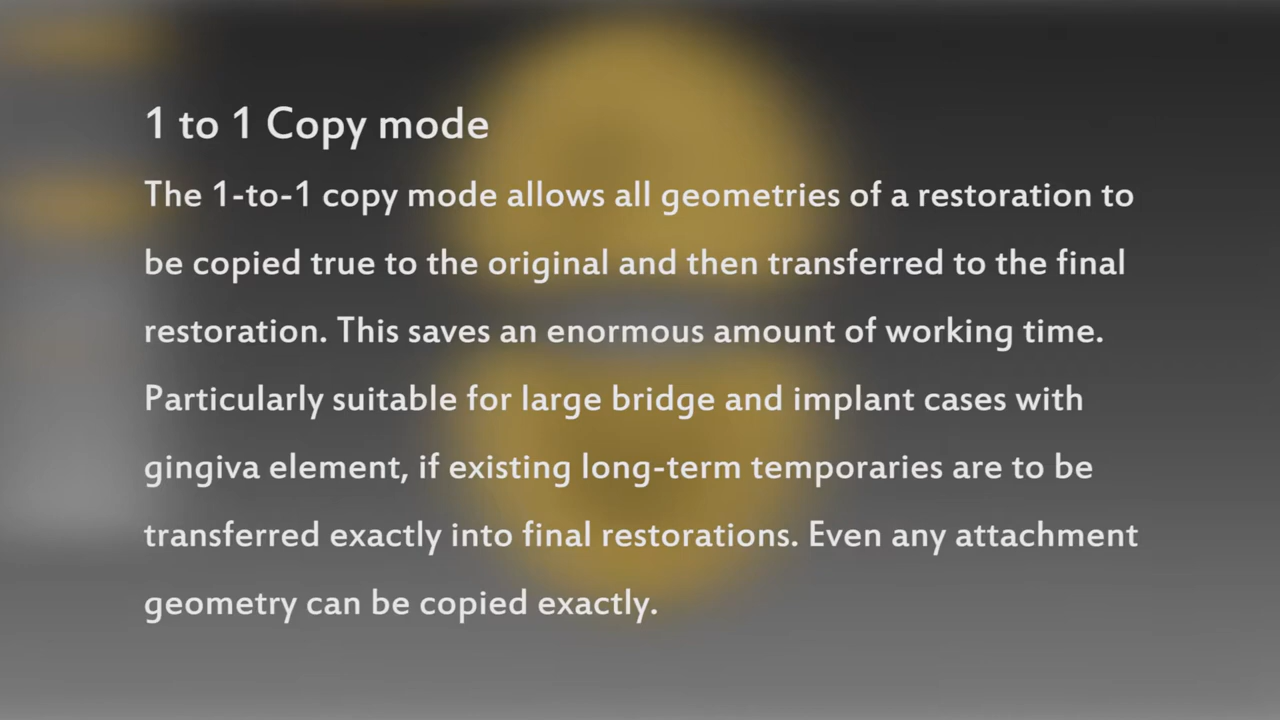 1 to 1 Copy mode
The 1-to-1 copy mode allows all geometries of a restoration to
be copied true to the original and then transferred to the final
restoration. This saves an enormous amount of working time.
Particularly suitable for large bridge and implant cases with
gingiva element, if existing long-term temporaries are to be
transferred exactly into final restorations. Even any attachment
geometry can be copied exactly.